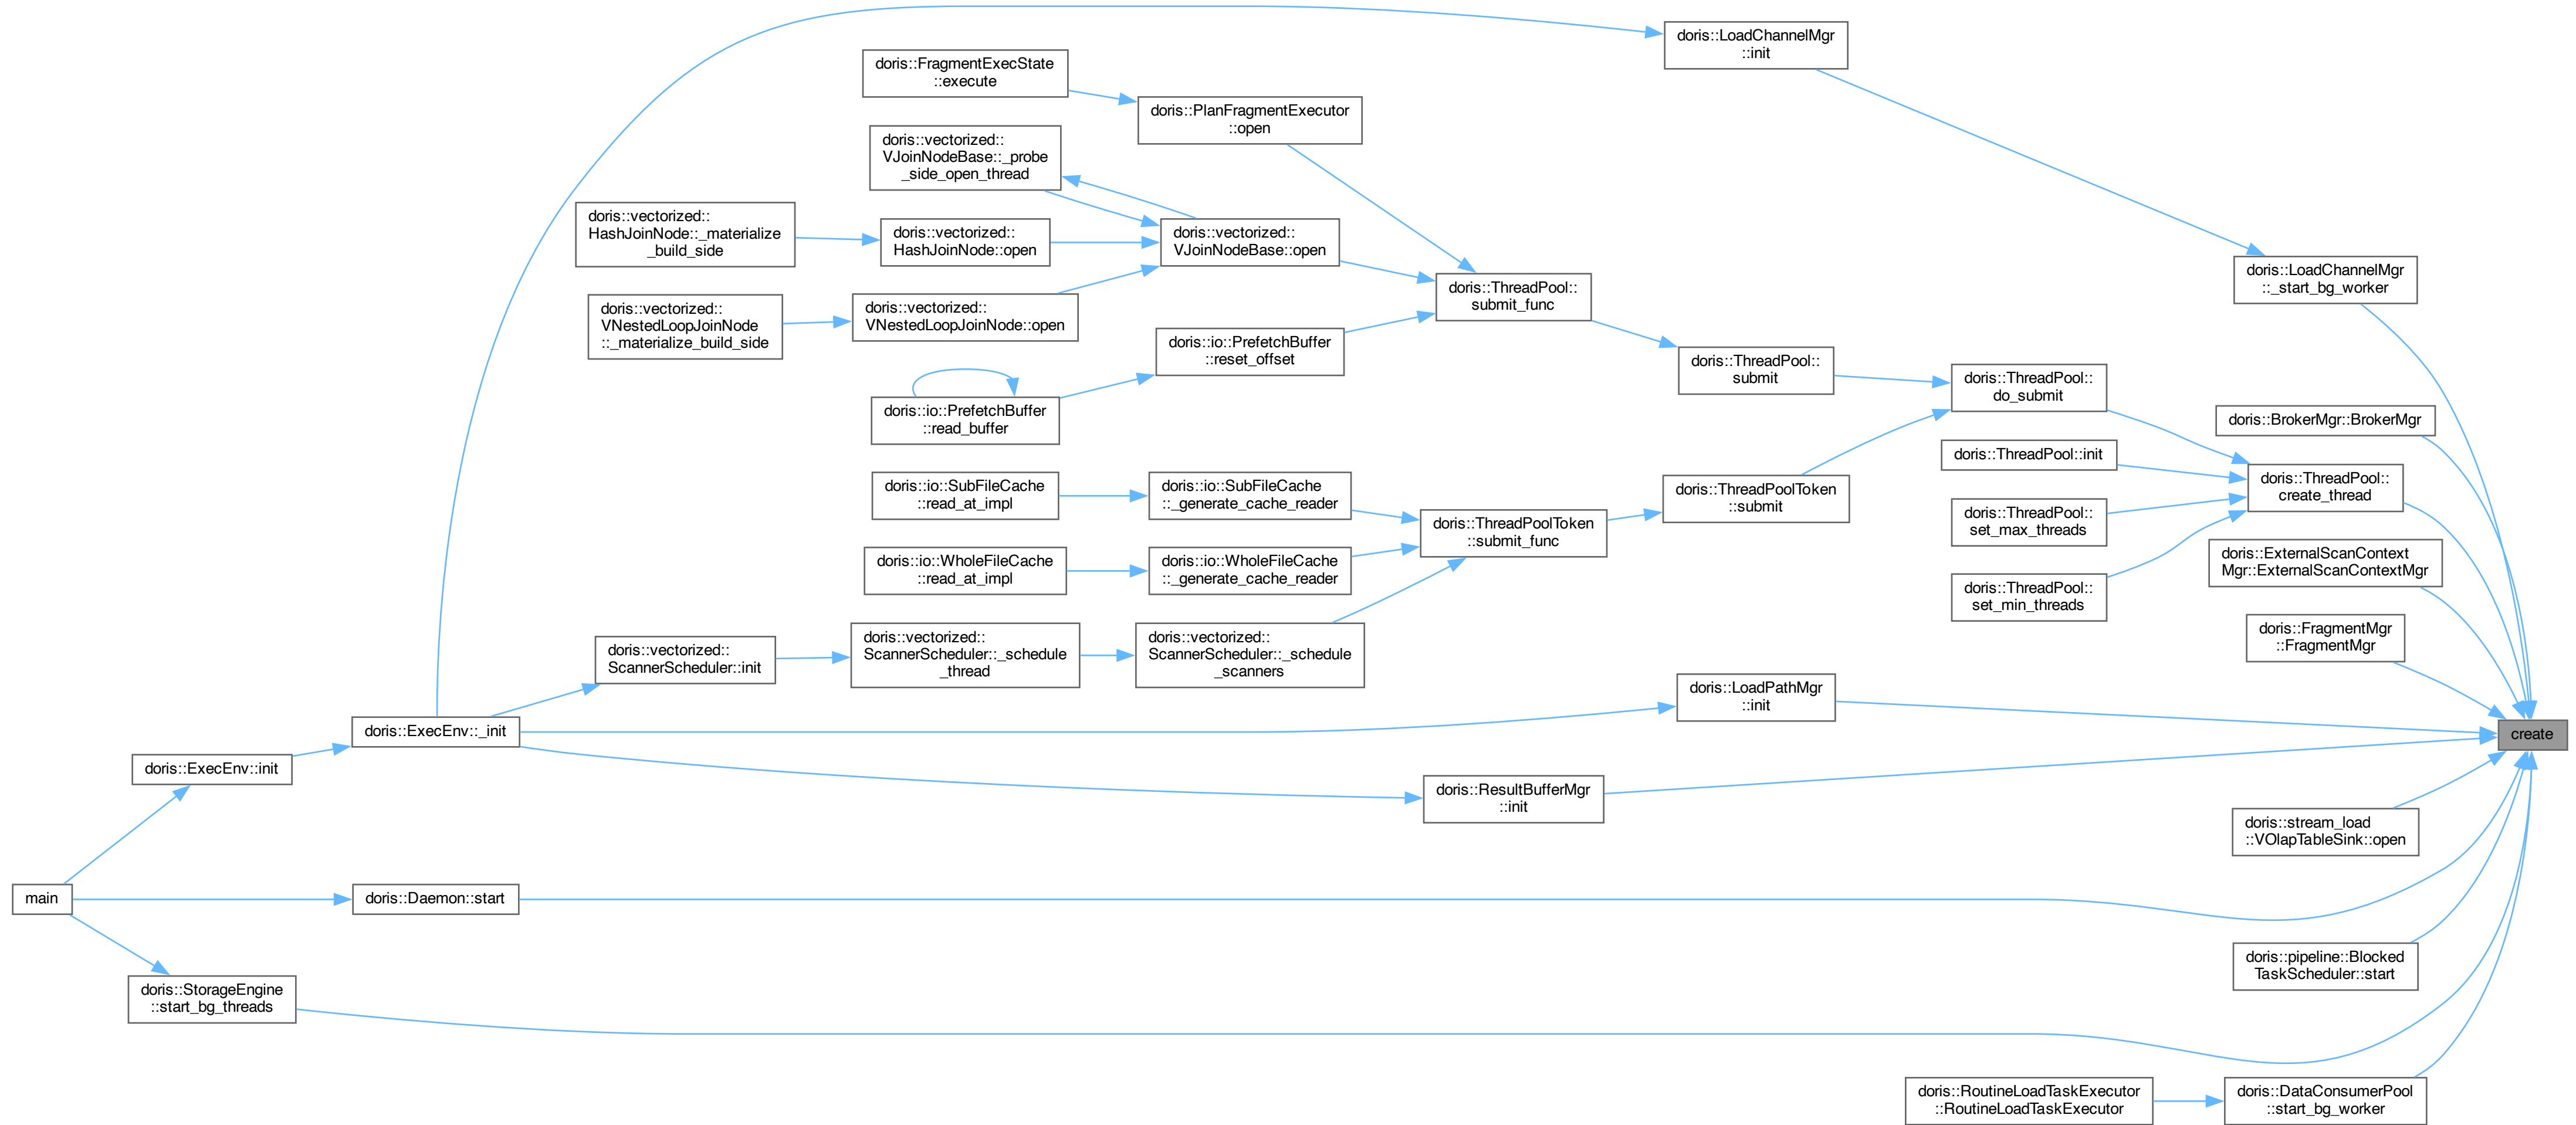 doris::LoadChannelMgr
::init
doris::FragmentExecState
::execute
doris::PlanFragmentExecutor
::open
doris::vectorized::
VJoinNodeBase::_probe
_side_open_thread
doris::vectorized::
HashJoinNode::_materialize
_build_side
doris::vectorized::
HashJoinNode::open
doris::vectorized::
VJoinNodeBase::open
doris::LoadChannelMgr
::_start_bg_worker
doris::ThreadPool::
submit_func
doris::vectorized::
VNestedLoopJoinNode
::_materialize_build_side
doris::vectorized::
VNestedLoopJoinNode::open
doris::io::PrefetchBuffer
::reset_offset
doris::ThreadPool::
submit
doris::ThreadPool::
do_submit
doris::io::PrefetchBuffer
::read_buffer
doris::BrokerMgr::BrokerMgr
doris::ThreadPool::init
doris::ThreadPool::
create_thread
doris::io::SubFileCache
::read_at_impl
doris::io::SubFileCache
::_generate_cache_reader
doris::ThreadPoolToken
::submit
doris::ThreadPoolToken
::submit_func
doris::ThreadPool::
set_max_threads
doris::io::WholeFileCache
::read_at_impl
doris::io::WholeFileCache
::_generate_cache_reader
doris::ExternalScanContext
Mgr::ExternalScanContextMgr
doris::ThreadPool::
set_min_threads
doris::FragmentMgr
::FragmentMgr
doris::vectorized::
ScannerScheduler::init
doris::vectorized::
ScannerScheduler::_schedule
_thread
doris::vectorized::
ScannerScheduler::_schedule
_scanners
doris::LoadPathMgr
::init
doris::ExecEnv::_init
create
doris::ExecEnv::init
doris::ResultBufferMgr
::init
doris::stream_load
::VOlapTableSink::open
main
doris::Daemon::start
doris::pipeline::Blocked
TaskScheduler::start
doris::StorageEngine
::start_bg_threads
doris::RoutineLoadTaskExecutor
::RoutineLoadTaskExecutor
doris::DataConsumerPool
::start_bg_worker